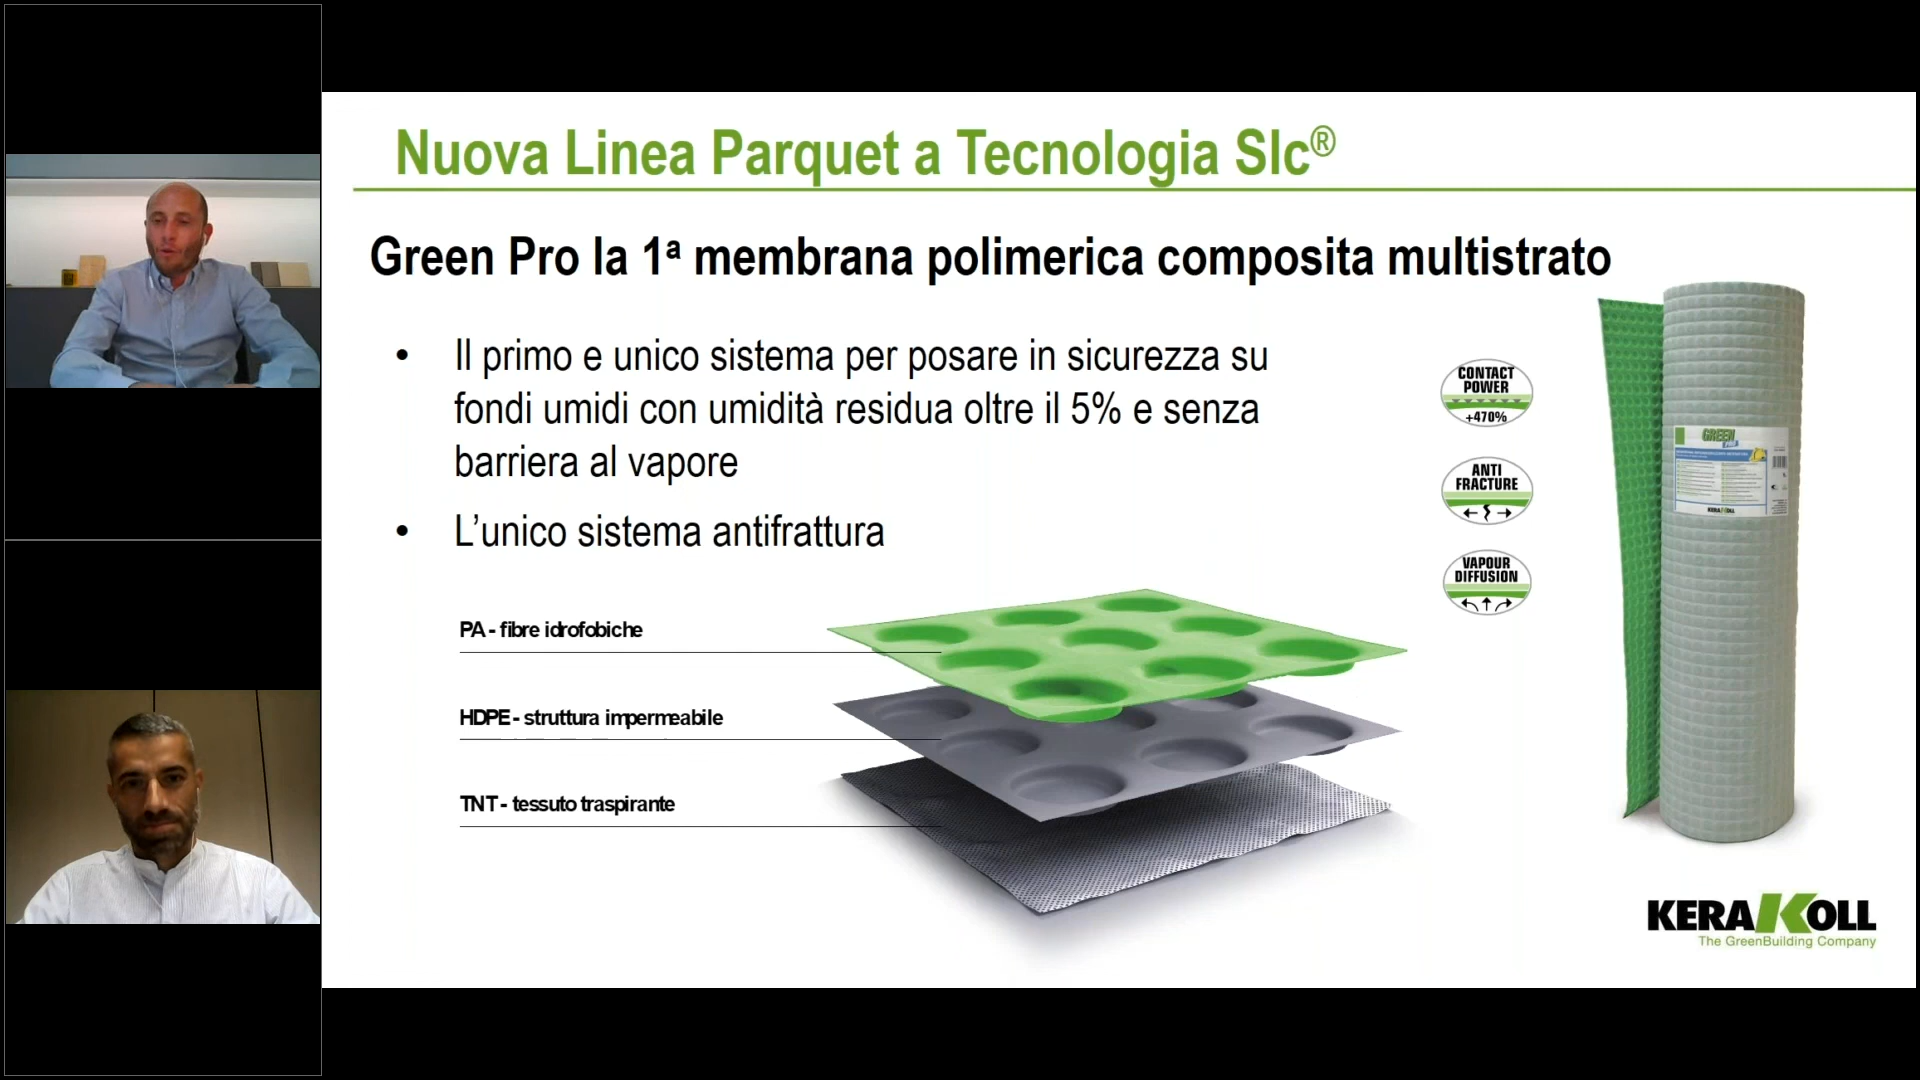 Nuova Linea Parquet a Tecnologia Slc®
Green Pro la 1ª membrana polimerica composita multistrato
• Il primo e unico sistema per posare in sicurezza su
fondi umidi con umidità residua oltre il 5% e senza
barriera al vapore
• L'unico sistema antifrattura
CONTACT
POWER
+470%
ANTI
FRACTURE
VAPOUR
DIFFUSION
PA - fibre idrofobiche
HDPE - struttura impermeabile
TNT - tessuto traspirante
GREEN
PRO
KERAKOLL
KERAKOLL
The GreenBuilding Company